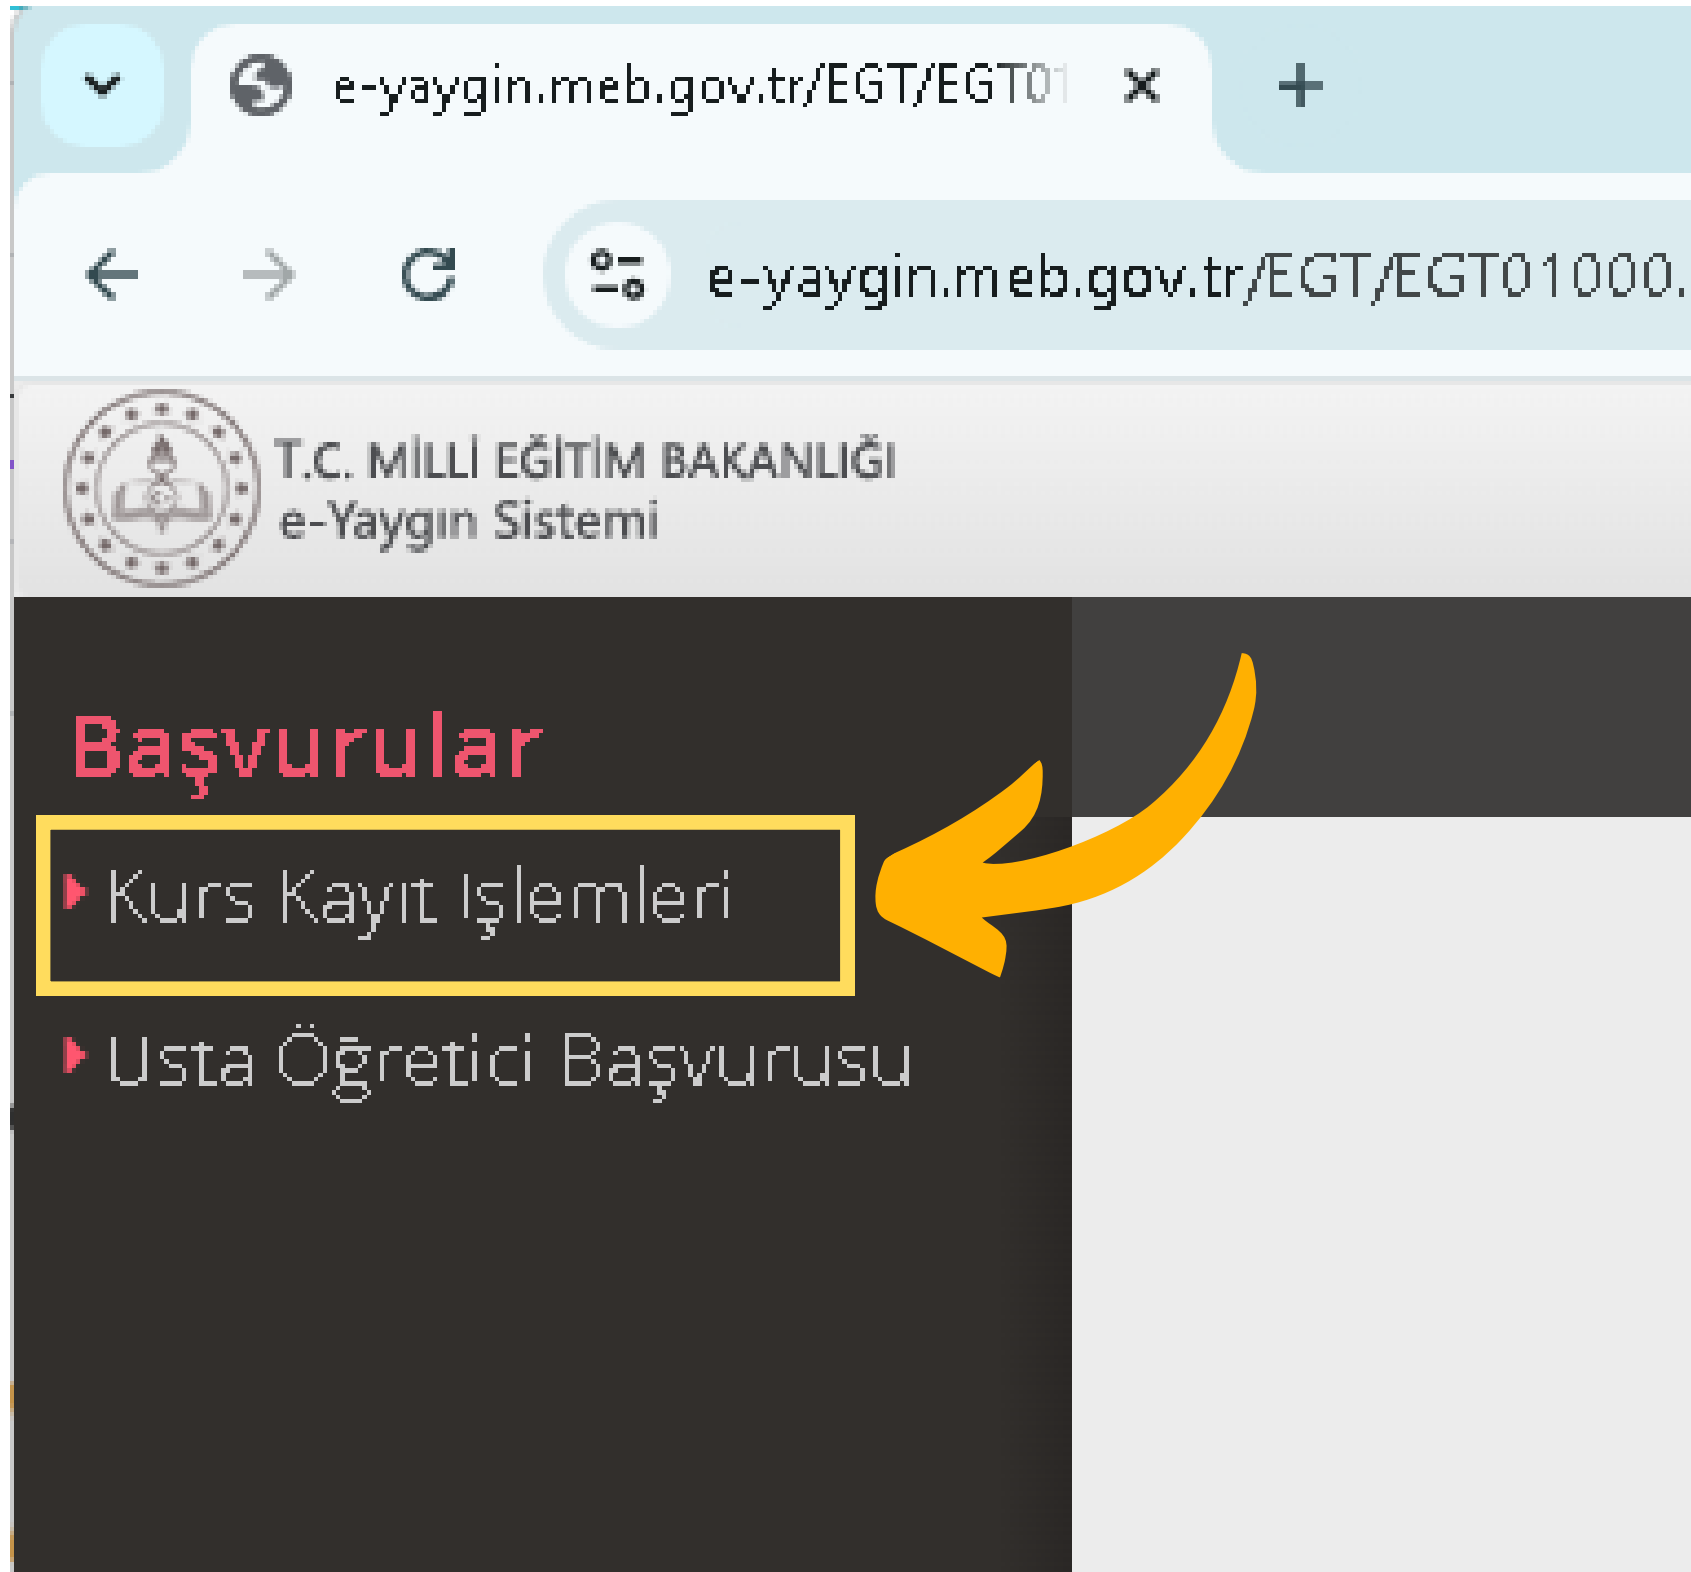 e-yaygin.meb.gov.tr/EGT/EGT01
e-yaygin.meb.gov.tr/EGT/EGT01000.
T.C. MİLLİ EĞİTİM BAKANLIĞI
e-Yaygın Sistemi
Başvurular
Kurs Kayıt Işlemleri
Usta Öğretici Başvurusu